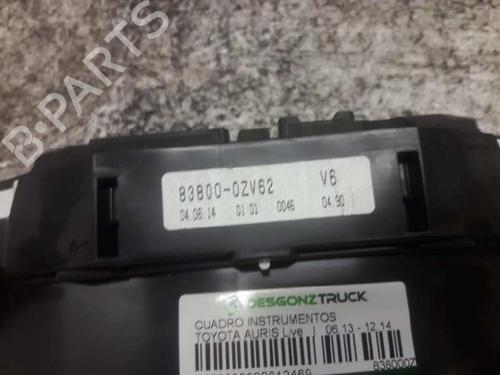 B-PARTS
83800-0ZV62 V6
04.06.14 01:01 0046 04.90
DESGONZTRUCK
CUADRO INSTRUMENTOS
TOYOTA AURIS Live | 06.13 - 12.14
838000Z